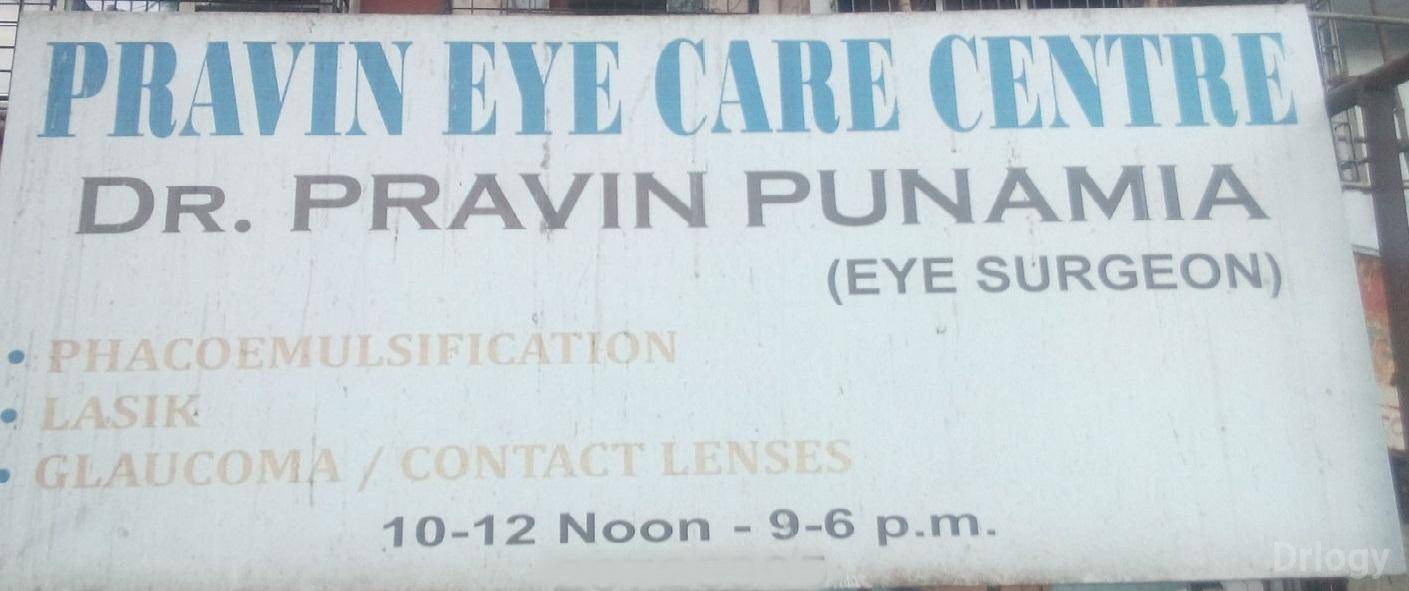 PRAVIN EYE CARE CENTRE
DR. PRAVIN PUNAMIA
(EYE SURGEON)
• PHACOEMULSIFICATION
• LASIK
• GLAUCOMA / CONTACT LENSES
10-12 Noon - 9-6 p.m.
Drlogy